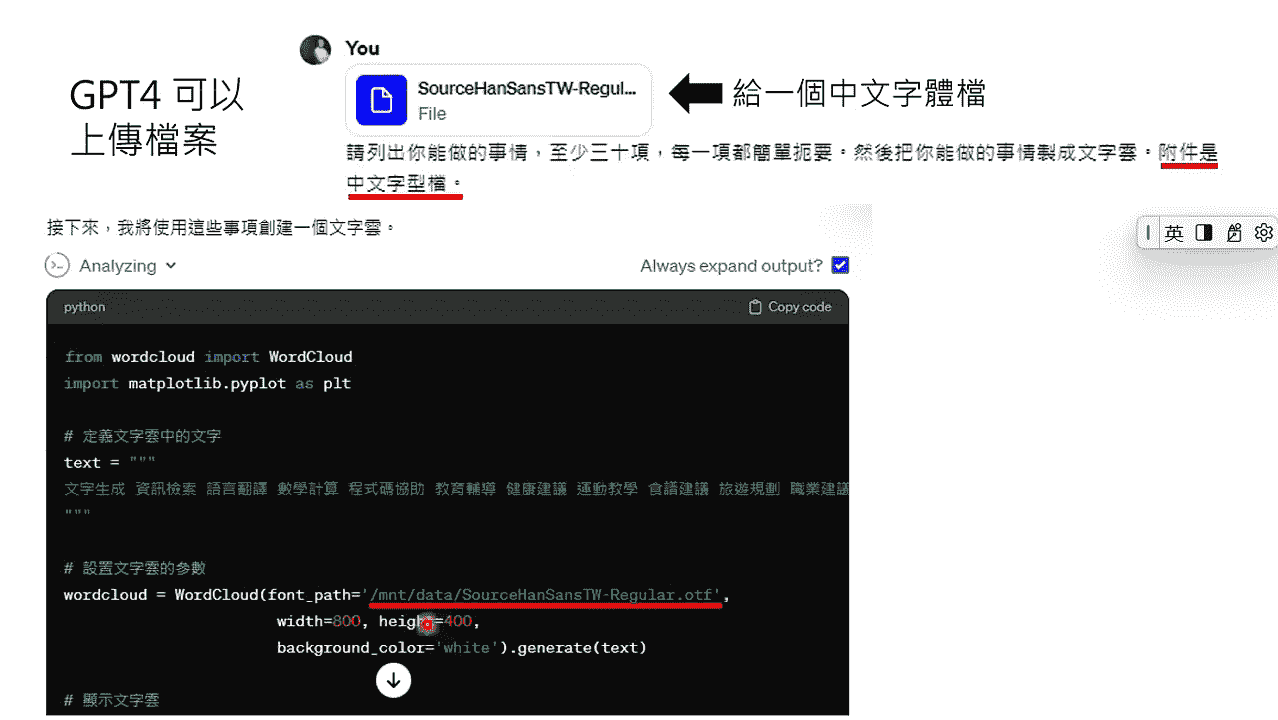 GPT4 可以
上傳檔案
You
SourceHanSansTW-Regul...
File
給一個中文字體檔
請列出你能做的事情，至少三十項，每一項都簡單扼要。然後把你能做的事情製成文字雲。附件是
中文字型檔。
接下來，我將使用這些事項創建一個文字雲。
Analyzing
Always expand output?
python
Copy code
from wordcloud import WordCloud
import matplotlib.pyplot as plt
# 定義文字雲中的文字
text = """
文字生成 資訊檢索 語言翻譯 數學計算 程式碼協助 教育輔導 健康建議 運動教學 食譜建議 旅遊規劃 職業建議
"""
# 設置文字雲的參數
wordcloud = WordCloud(font_path='/mnt/data/SourceHanSansTW-Regular.otf',
width=800, height=400,
background_color='white').generate(text)
# 顯示文字雲
英